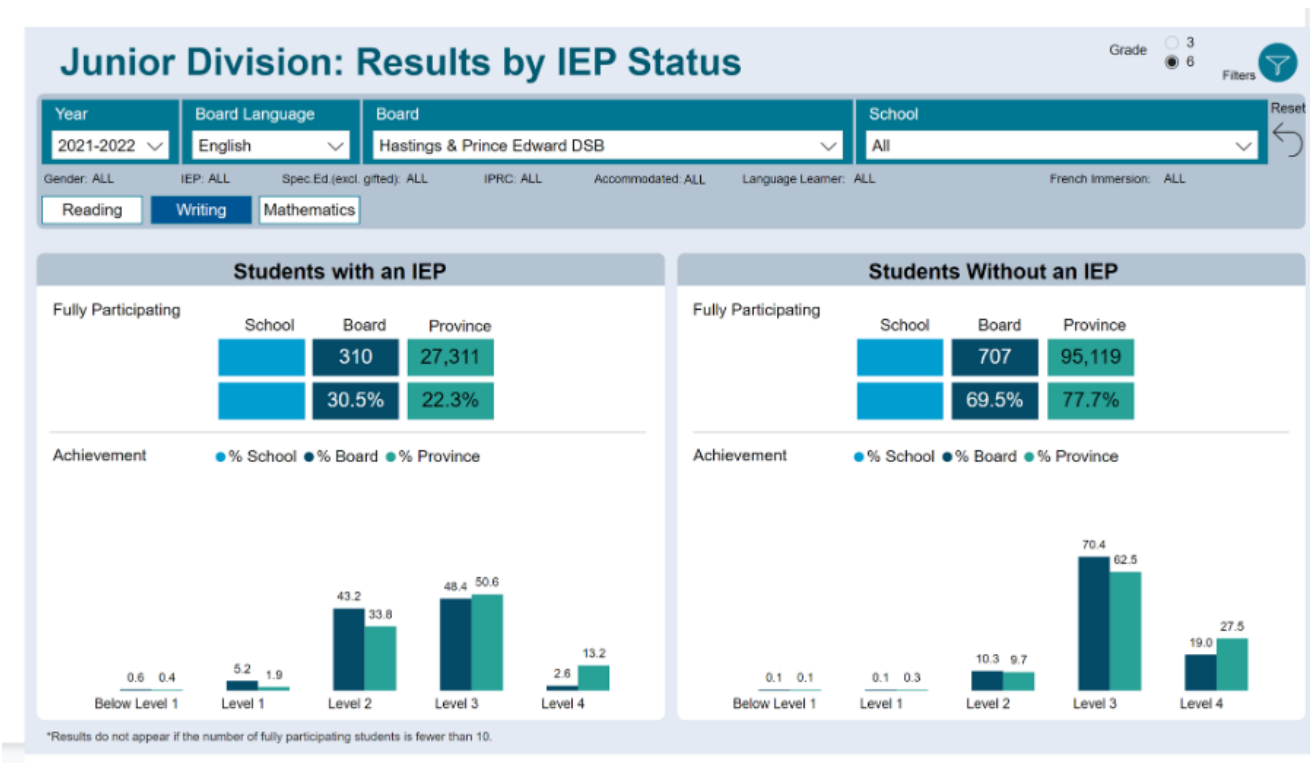 Junior Division: Results by IEP Status
Grade
3
6
Filters
Year
Board Language
Board
School
Reset
2021-2022
English
Hastings & Prince Edward DSB
All
Gender: ALL
IEP: ALL
Spec.Ed.(excl. gifted): ALL
IPRC: ALL
Accommodated: ALL
Language Learner: ALL
French Immersion: ALL
Reading
Writing
Mathematics
Students with an IEP
Fully Participating
School Board Province
310 27,311
30.5% 22.3%
Achievement
% School % Board % Province
0.6 0.4 5.2 1.9 43.2 33.8 48.4 50.6 2.6 13.2
Below Level 1 Level 1 Level 2 Level 3 Level 4
Students Without an IEP
Fully Participating
School Board Province
707 95,119
69.5% 77.7%
Achievement
% School % Board % Province
0.1 0.1 0.1 0.3 10.3 9.7 70.4 62.5 19.0 27.5
Below Level 1 Level 1 Level 2 Level 3 Level 4
*Results do not appear if the number of fully participating students is fewer than 10.